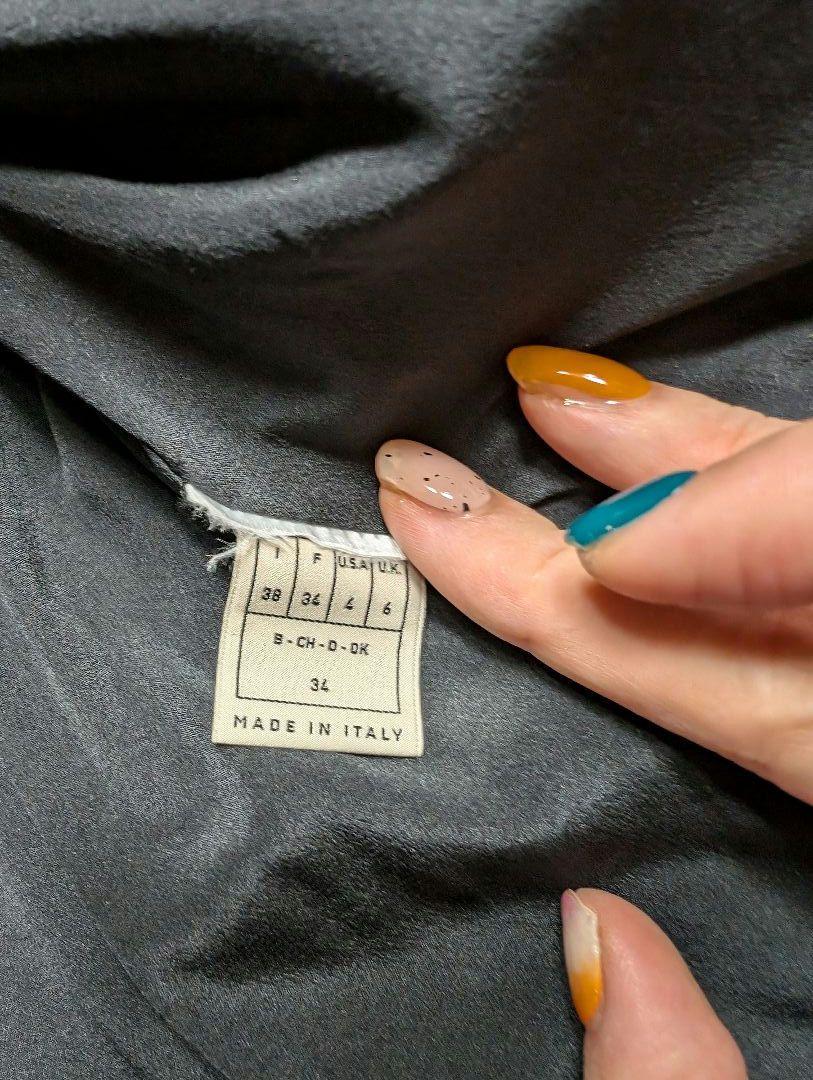 I F U.S.A U.K.
38 34 4 6
B - CH - D - DK
34
MADE IN ITALY